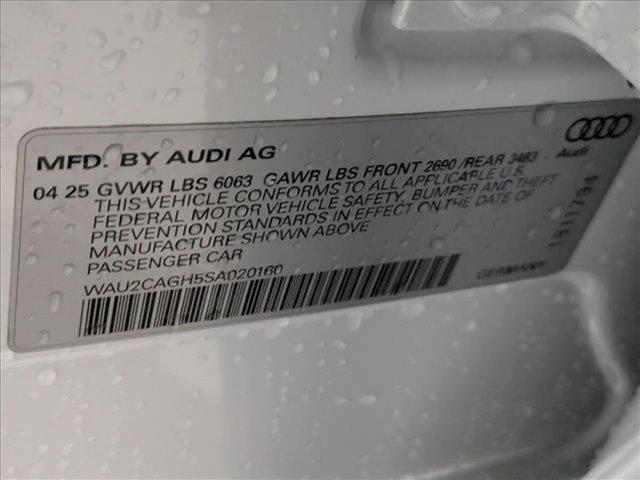 MFD. BY AUDI AG
04 25 GVWR LBS 6063 GAWR LBS FRONT 2690 /REAR 3483
THIS VEHICLE CONFORMS TO ALL APPLICABLE U.S.
FEDERAL MOTOR VEHICLE SAFETY, BUMPER AND THEFT
PREVENTION STANDARDS IN EFFECT ON THE DATE OF
MANUFACTURE SHOWN ABOVE
PASSENGER CAR
WAU2CAGH5SA020160
GERMANY
Audi